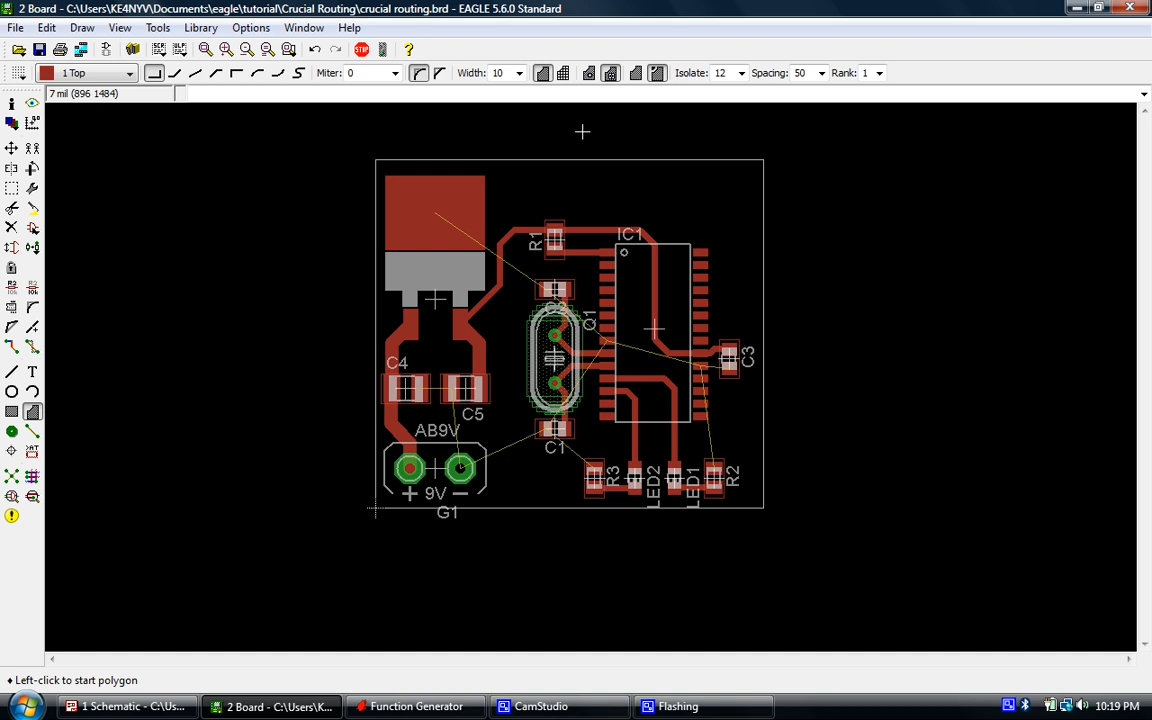 2 Board - C:\Users\KE4NYV\Documents\eagle\tutorial\Crucial Routing\crucial routing.brd - EAGLE 5.6.0 Standard
File Edit Draw View Tools Library Options Window Help
1 Top Miter: 0 Width: 10 Isolate: 12 Spacing: 50 Rank: 1
7 mil (896 1484)
R1
IC1
Q1
C3
C4
C5
AB9V
C1
+ 9V −
G1
R3
LED2
LED1
R2
Left-click to start polygon
1 Schematic - C:\Us...
2 Board - C:\Users\K...
Function Generator
CamStudio
Flashing
10:19 PM